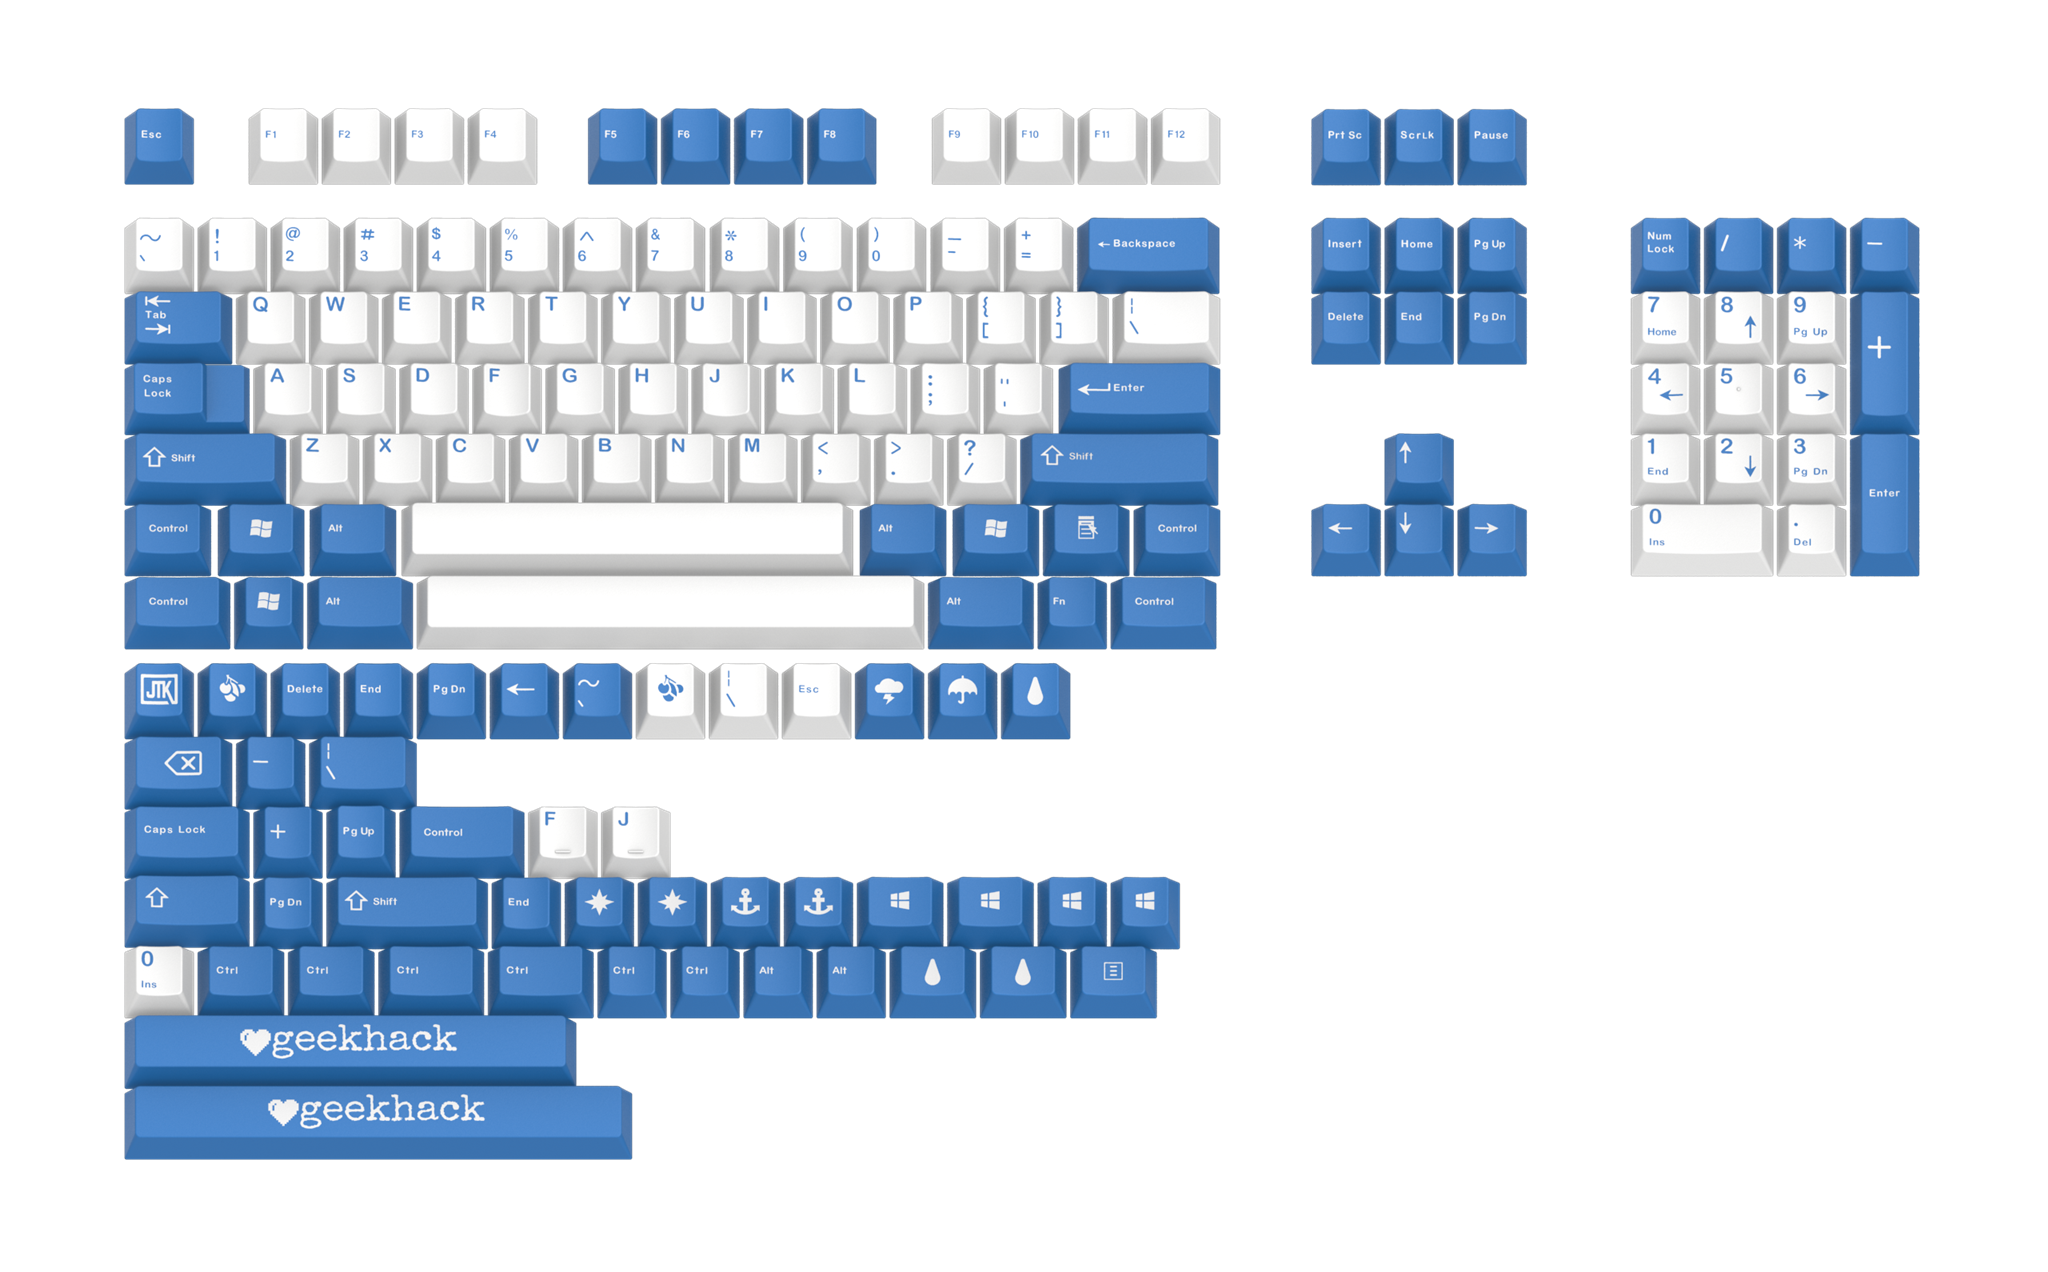 Esc F1 F2 F3 F4 F5 F6 F7 F8 F9 F10 F11 F12 Prt Sc ScrLk Pause
~ ! @ # $ % ^ & * ( ) — +
` 1 2 3 4 5 6 7 8 9 0 - = ← Backspace Insert Home Pg Up Num Lock / * −
Tab Q W E R T Y U I O P { [ } ] ¦ \ Delete End Pg Dn 7 Home 8 ↑ 9 Pg Up +
Caps Lock A S D F G H J K L : ; " ' Enter 4 ← 5 6 →
Shift Z X C V B N M < , > . ? / Shift ↑ 1 End 2 ↓ 3 Pg Dn Enter
Control Alt Alt Control ← ↓ → 0 Ins . Del
Control Alt Alt Fn Control
JTK Delete End Pg Dn ← ~ ` ¦ \ Esc
− ¦ \
Caps Lock + Pg Up Control F J
Pg Dn Shift End
0 Ins Ctrl Ctrl Ctrl Ctrl Ctrl Ctrl Alt Alt
geekhack
geekhack